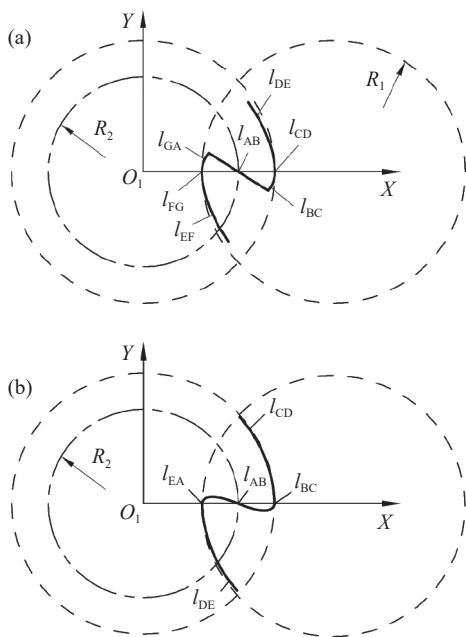 (a)
Y
l_DE
R_1
R_2
l_GA
l_AB
l_CD
O_1
X
l_FG
l_BC
l_EF
(b)
Y
l_CD
R_2
l_EA
l_AB
l_BC
O_1
X
l_DE